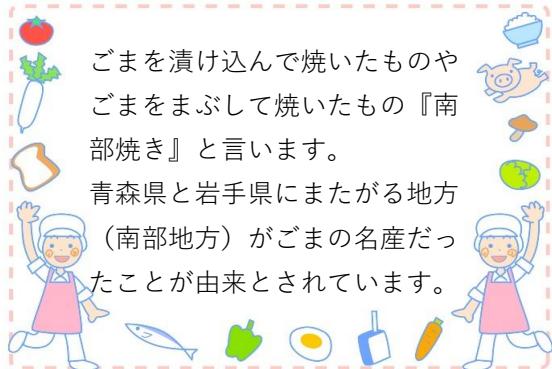 ごまを漬け込んで焼いたものや
ごまをまぶして焼いたもの『南
部焼き』と言います。
青森県と岩手県にまたがる地方
（南部地方）がごまの名産だっ
たことが由来とされています。